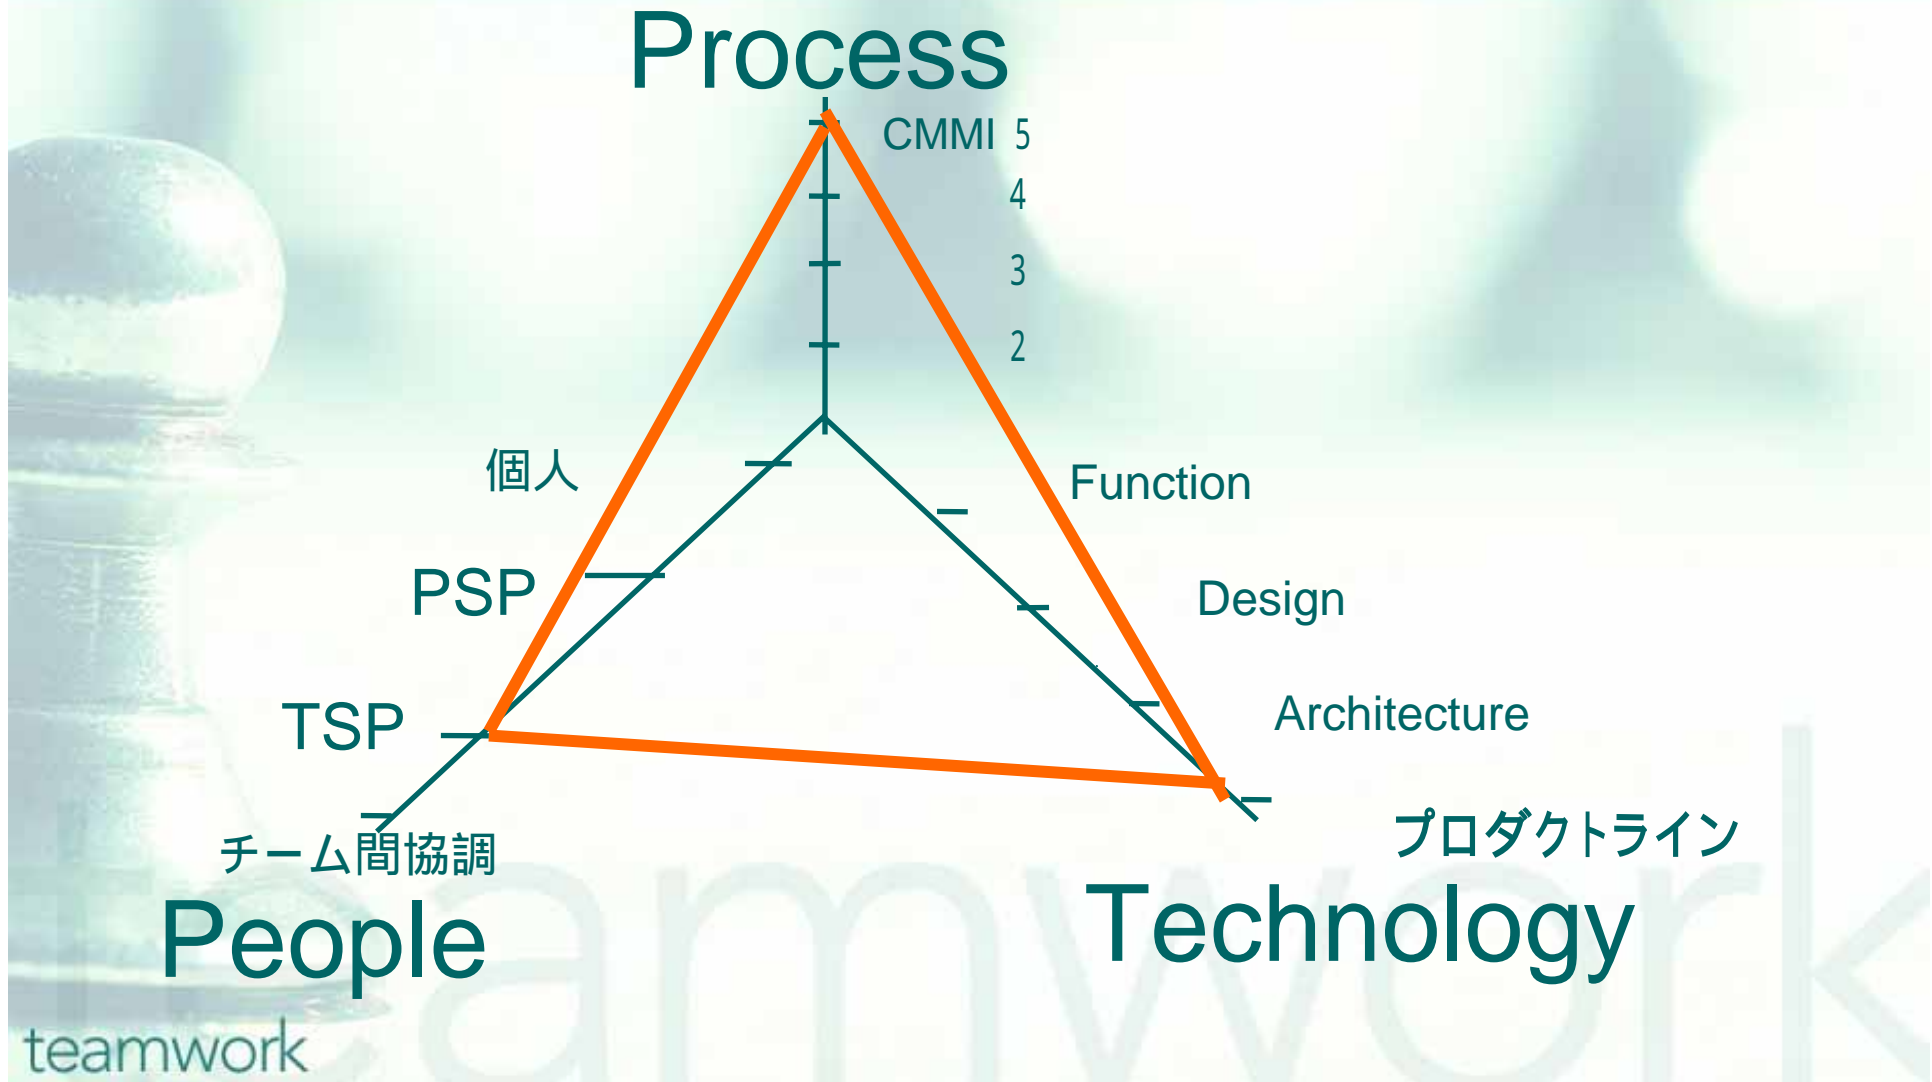 Process
CMMI 5
4
3
2
個人
Function
PSP
Design
TSP
Architecture
チーム間協調
プロダクトライン
People
Technology
teamwork
teamwork